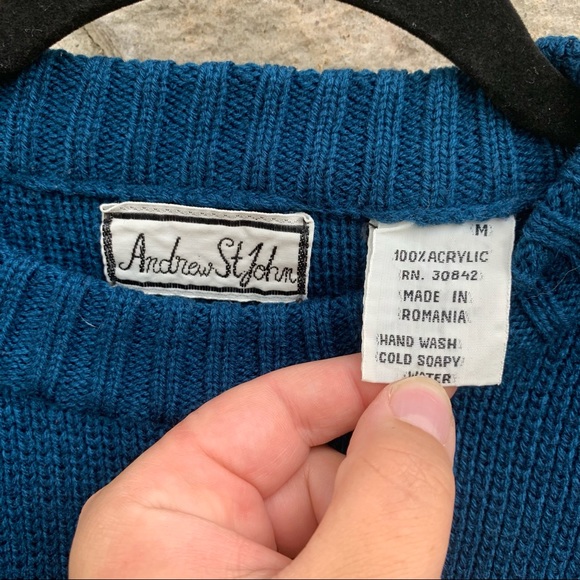 Andrew St John
M
100% ACRYLIC
RN. 30842
MADE IN
ROMANIA
HAND WASH
COLD SOAPY
WATER